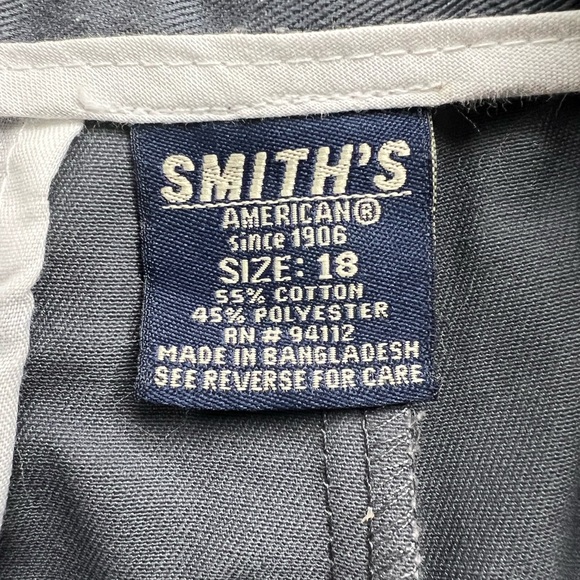 SMITH'S
AMERICAN®
since 1906
SIZE: 18
55% COTTON
45% POLYESTER
RN # 94112
MADE IN BANGLADESH
SEE REVERSE FOR CARE